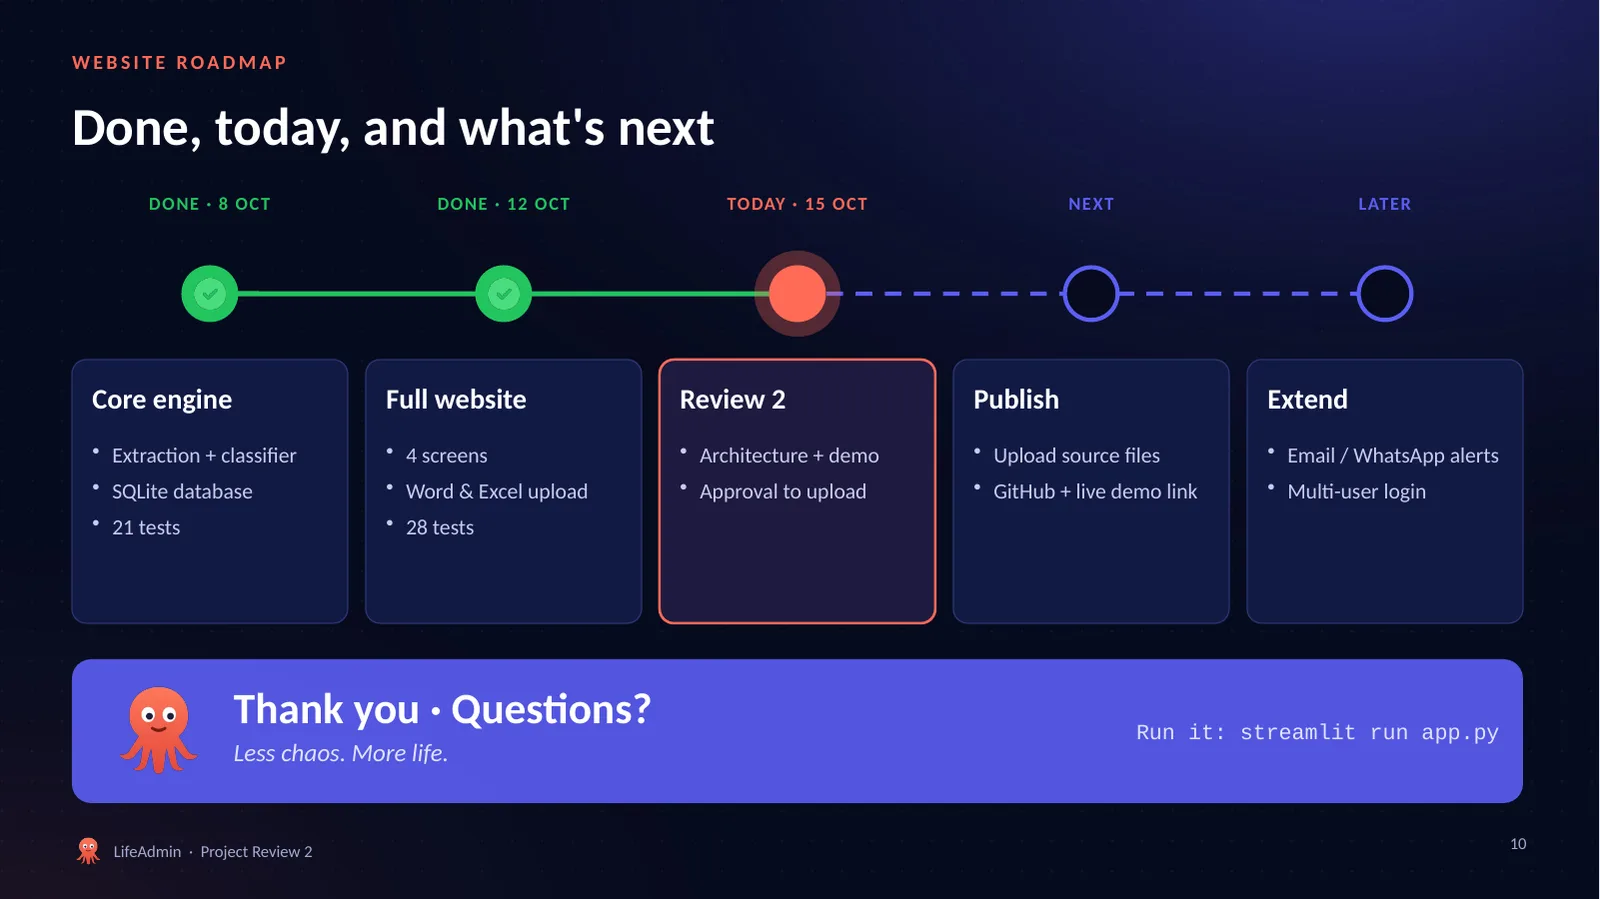 WEBSITE ROADMAP
Done, today, and what's next
DONE · 8 OCT
DONE · 12 OCT
TODAY · 15 OCT
NEXT
LATER
Core engine
• Extraction + classifier
• SQLite database
• 21 tests
Full website
• 4 screens
• Word & Excel upload
• 28 tests
Review 2
• Architecture + demo
• Approval to upload
Publish
• Upload source files
• GitHub + live demo link
Extend
• Email / WhatsApp alerts
• Multi-user login
Thank you · Questions?
Less chaos. More life.
Run it: streamlit run app.py
LifeAdmin · Project Review 2
10